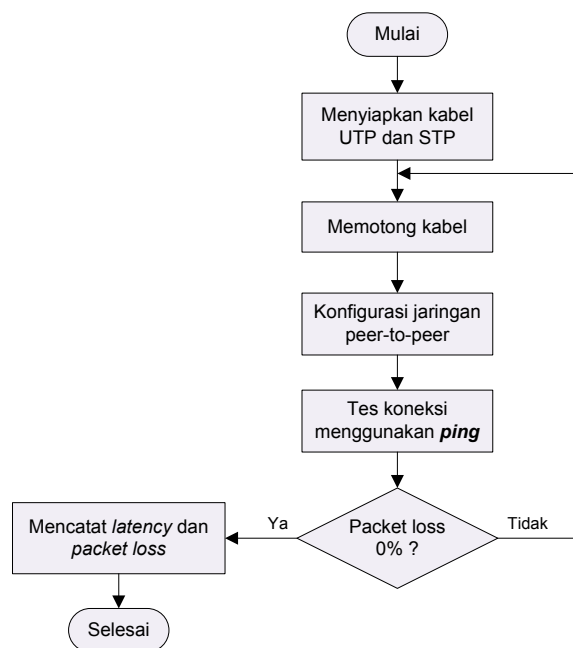 Mulai
Menyiapkan kabel
UTP dan STP
Memotong kabel
Konfigurasi jaringan
peer-to-peer
Tes koneksi
menggunakan ping
Packet loss
0% ?
Ya
Tidak
Mencatat latency dan
packet loss
Selesai